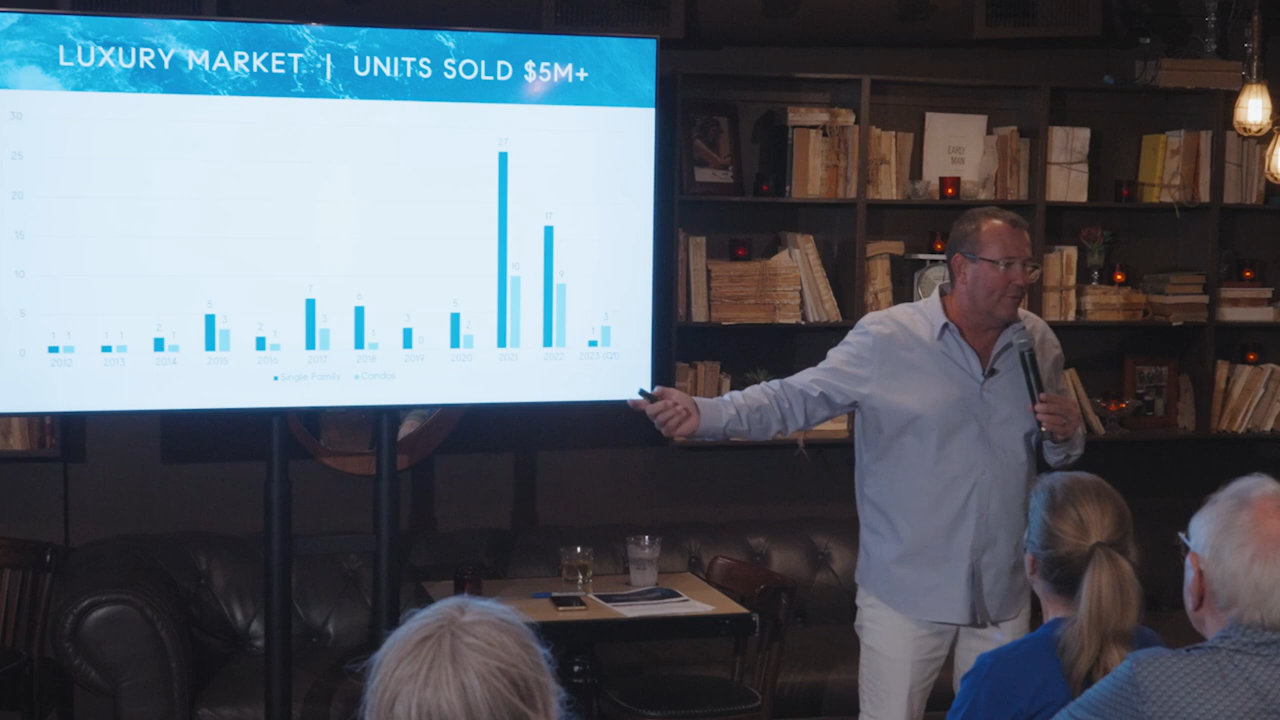 LUXURY MARKET | UNITS SOLD $5M+
30
25
20
15
10
5
0
1 1 2 1 5 3 2 1 7 3 6 1 3 0 5 2 27 10 17 9 1 3
2012 2013 2014 2015 2016 2017 2018 2019 2020 2021 2022 2023 (Q1)
Single Family Condos
EARLY
MAN